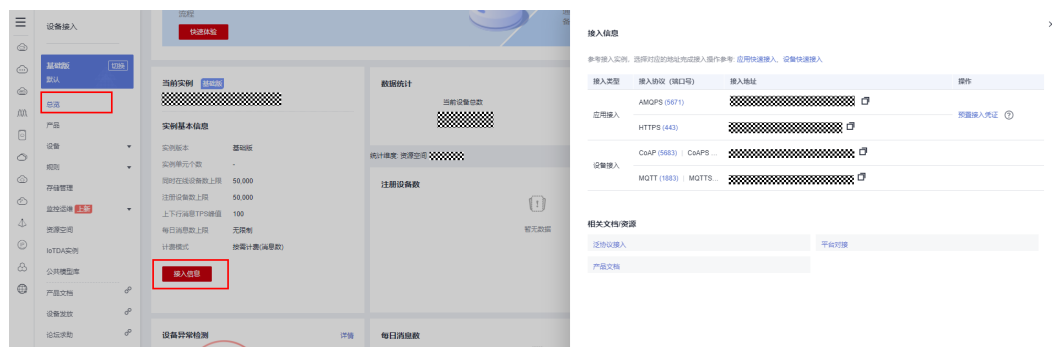 流程
快速体验
设备接入
基础版
切换
默认
总览
产品
设备
规则
存储管理
监控运维 上新
资源空间
IoTDA实例
公共模型库
产品文档
设备发放
论坛求助
当前实例 基础版
实例基本信息
实例版本 基础版
实例单元个数 -
同时在线设备数上限 50,000
注册设备数上限 50,000
上下行消息TPS峰值 100
每日消息数上限 无限制
计费模式 按需计费(消息数)
接入信息
设备异常检测 详情
数据统计
当前设备总数
统计维度: 资源空间
注册设备数
暂无数据
每日消息数
接入信息
参考接入实例，选择对应的地址完成接入操作参考 应用快速接入、设备快速接入
接入类型 接入协议（端口号） 接入地址 操作
应用接入
AMQPS (5671)
HTTPS (443)
预置接入凭证
设备接入
CoAP (5683) | CoAPS ...
MQTT (1883) | MQTTS...
相关文档/资源
泛协议接入 平台对接
产品文档